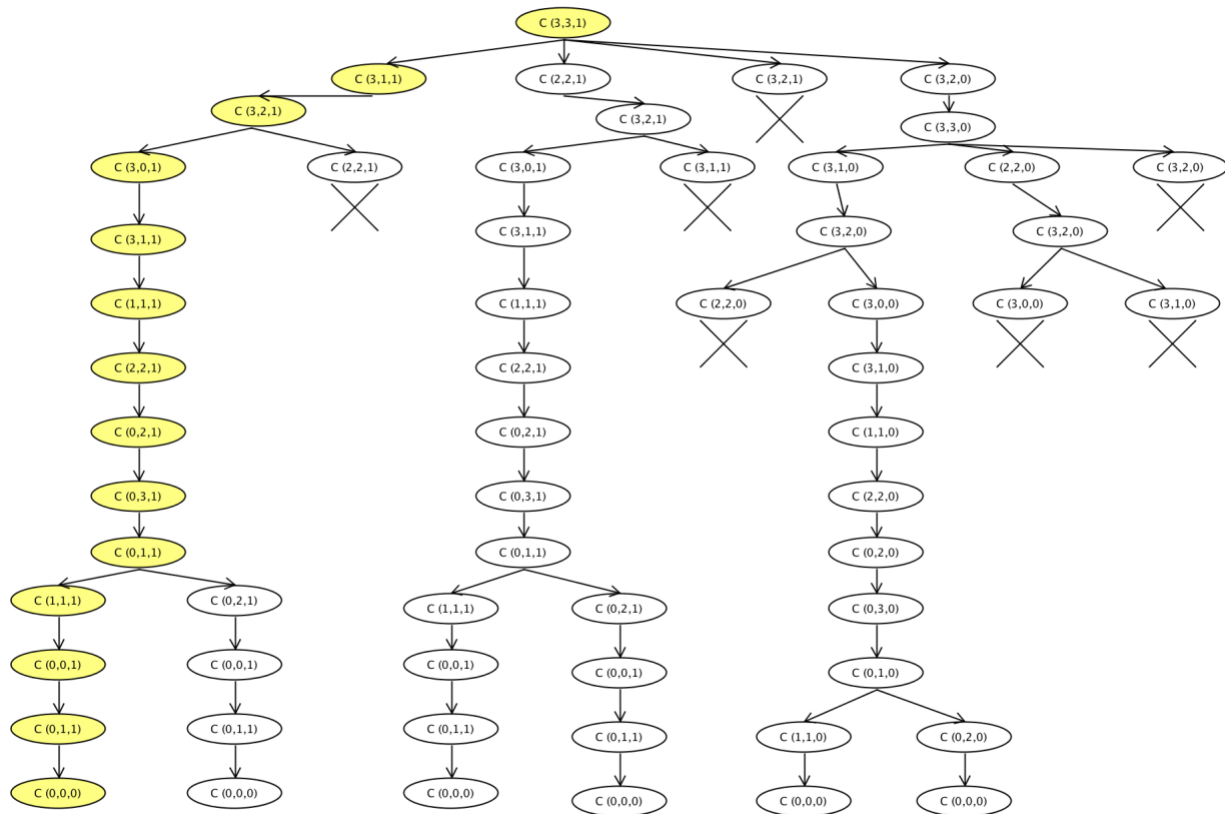 C (3,3,1)
C (3,1,1) C (2,2,1) C (3,2,1) C (3,2,0)
C (3,2,1) C (3,2,1) C (3,3,0)
C (3,0,1) C (2,2,1) C (3,0,1) C (3,1,1) C (3,1,0) C (2,2,0) C (3,2,0)
C (3,1,1) C (3,1,1) C (3,2,0) C (3,2,0)
C (1,1,1) C (1,1,1) C (2,2,0) C (3,0,0) C (3,0,0) C (3,1,0)
C (2,2,1) C (2,2,1) C (3,1,0)
C (0,2,1) C (0,2,1) C (1,1,0)
C (0,3,1) C (0,3,1) C (2,2,0)
C (0,1,1) C (0,1,1) C (0,2,0)
C (1,1,1) C (0,2,1) C (1,1,1) C (0,2,1) C (0,3,0)
C (0,0,1) C (0,0,1) C (0,0,1) C (0,0,1) C (0,1,0)
C (0,1,1) C (0,1,1) C (0,1,1) C (0,1,1) C (1,1,0) C (0,2,0)
C (0,0,0) C (0,0,0) C (0,0,0) C (0,0,0) C (0,0,0) C (0,0,0)